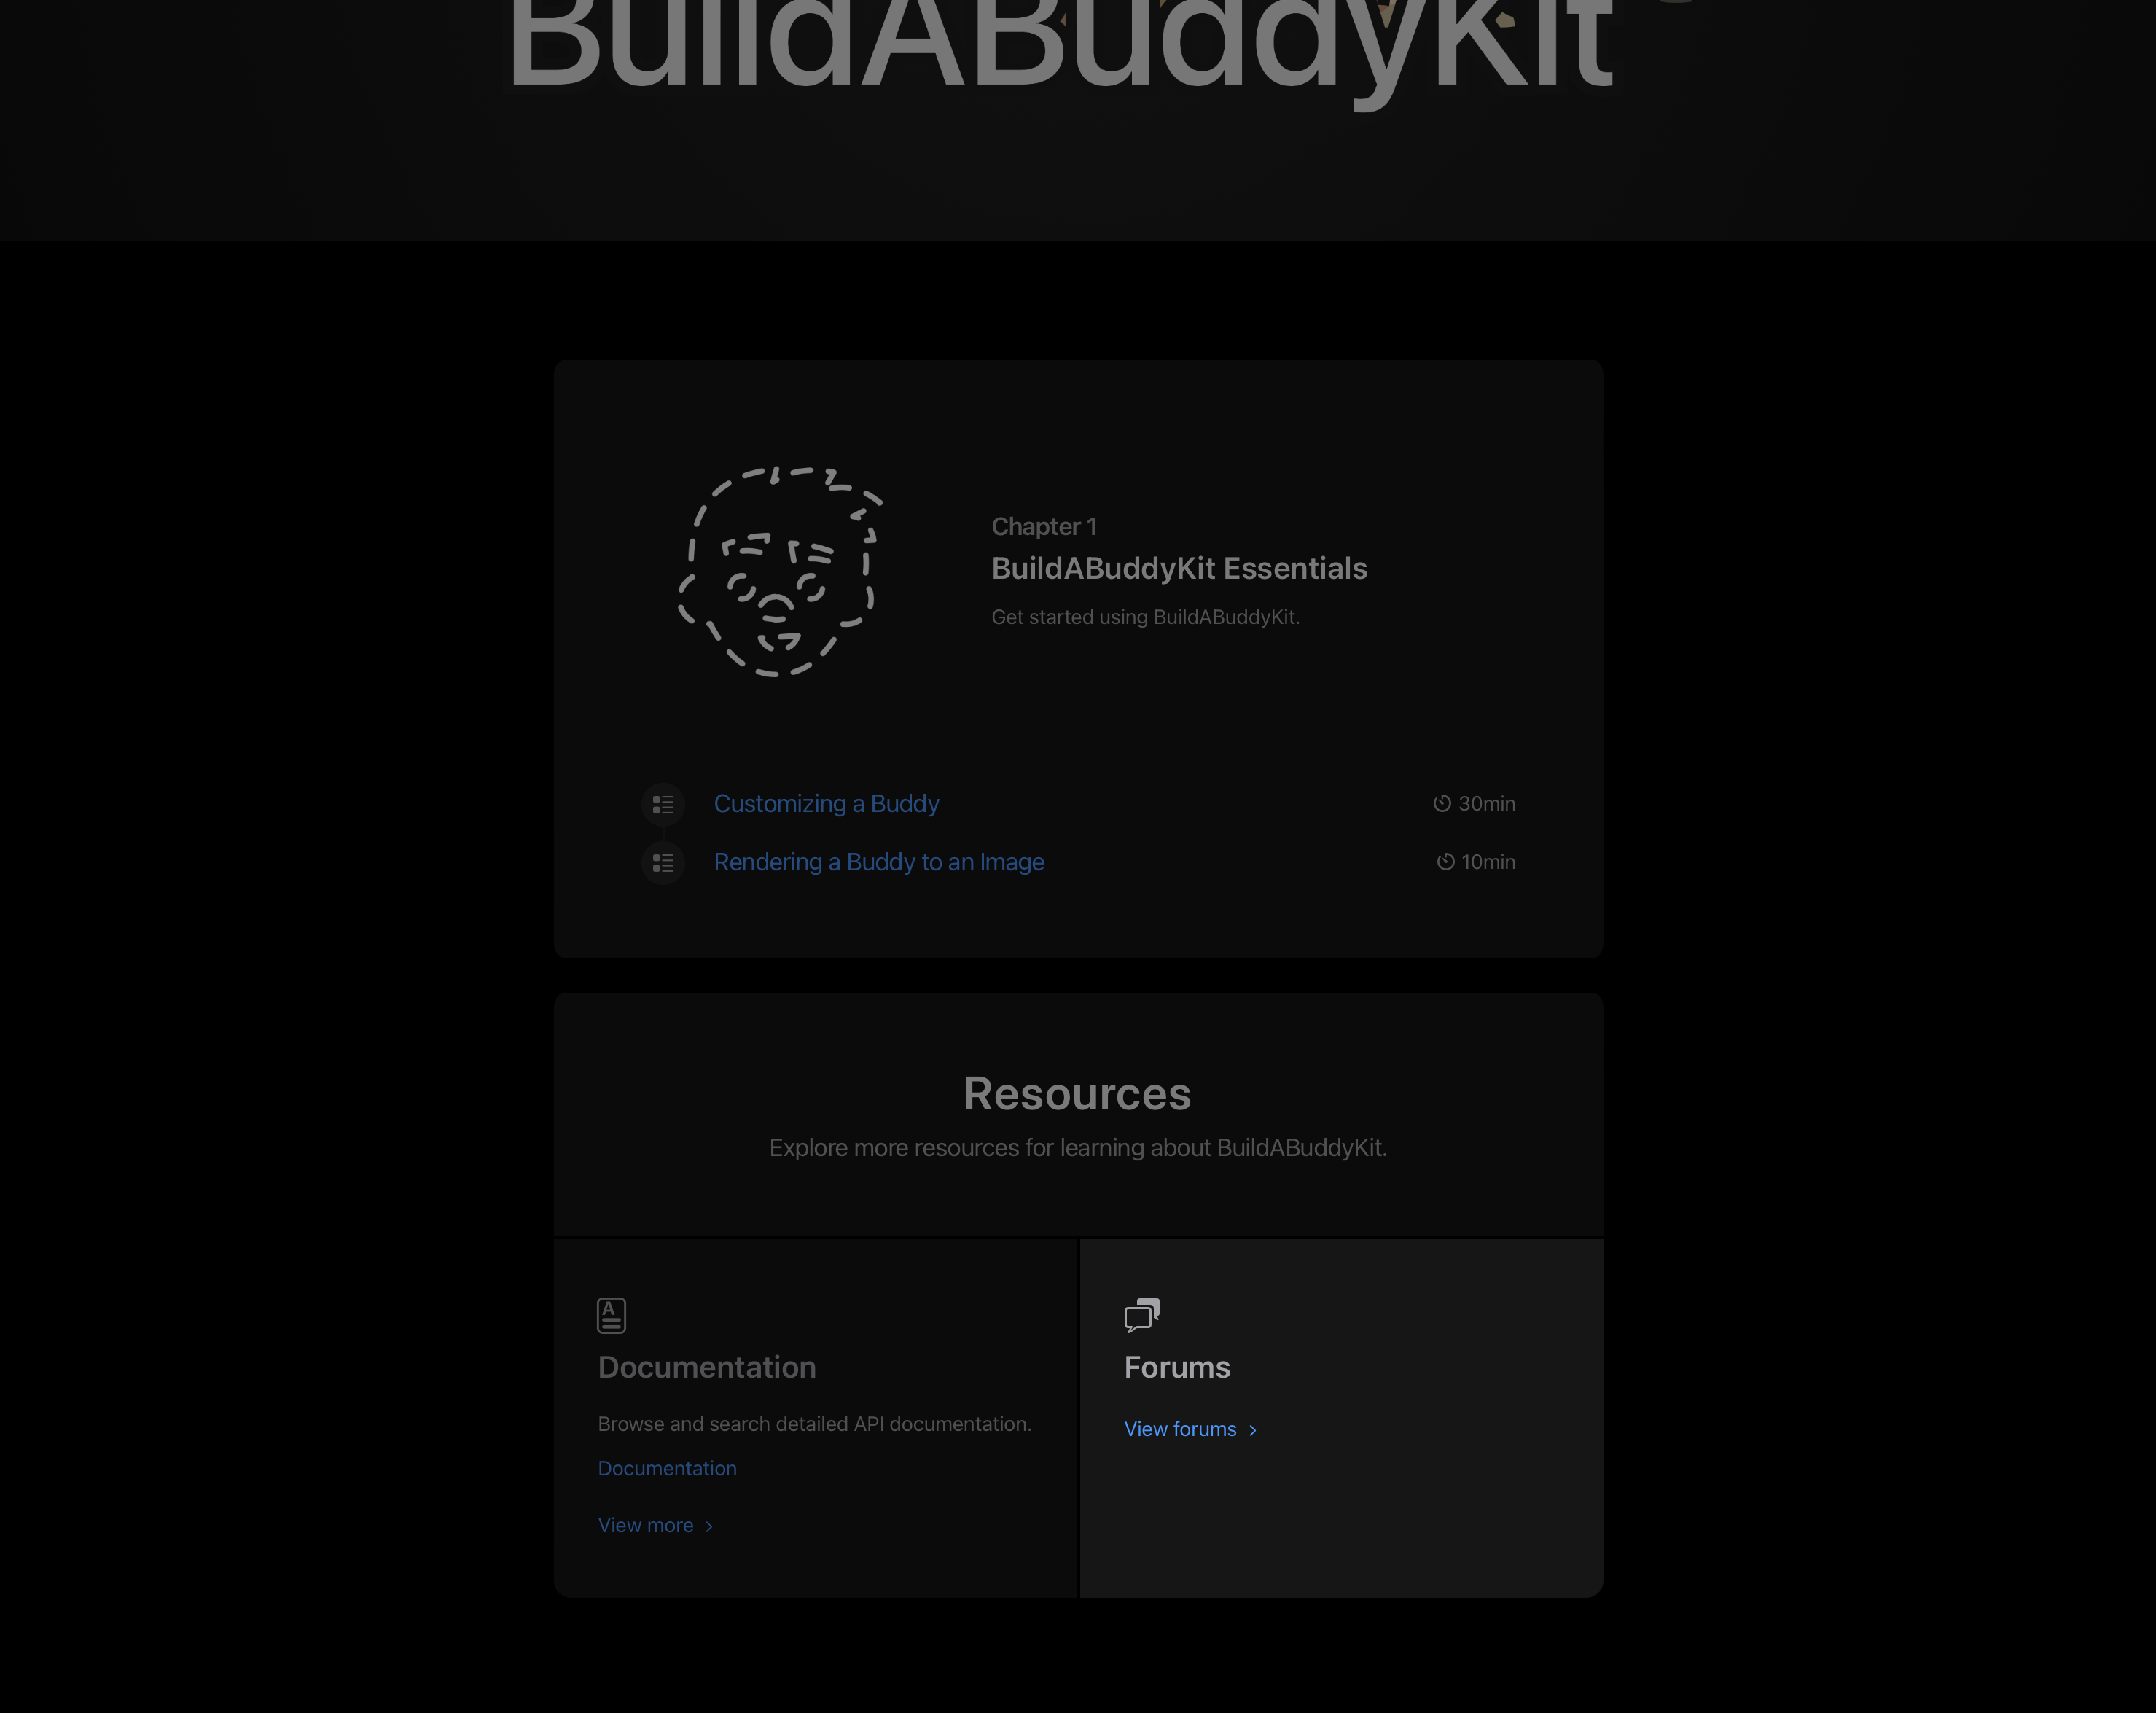 BuildABuddyKit
Chapter 1
BuildABuddyKit Essentials
Get started using BuildABuddyKit.
Customizing a Buddy
30min
Rendering a Buddy to an Image
10min
Resources
Explore more resources for learning about BuildABuddyKit.
Documentation
Browse and search detailed API documentation.
Documentation
View more
Forums
View forums